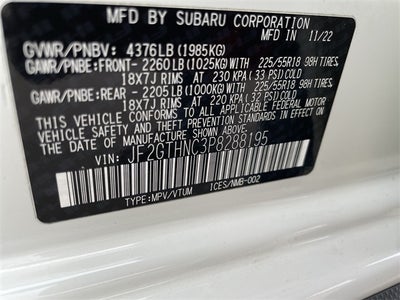 MFD BY SUBARU CORPORATION
MFD IN 11/22
GVWR/PNBV: 4376LB (1985KG)
GAWR/PNBE:FRONT- 2260LB (1025KG) WITH 225/55R18 98H TIRES,
18X7J RIMS AT 230 KPA (33 PSI)COLD
GAWR/PNBE:REAR - 2205LB (1000KG) WITH 225/55R18 98H TIRES,
18X7J RIMS AT 220 KPA (32 PSI)COLD
THIS VEHICLE CONFORMS TO ALL APPLICABLE FEDERAL MOTOR
VEHICLE SAFETY, BUMPER, AND THEFT PREVENTION STANDARDS IN EFFECT ON
THE DATE OF MANUFACTURE SHOWN ABOVE.
VIN: JF2GTHNC3P8288195
TYPE:MPV/VTUM ICES/NMB-002